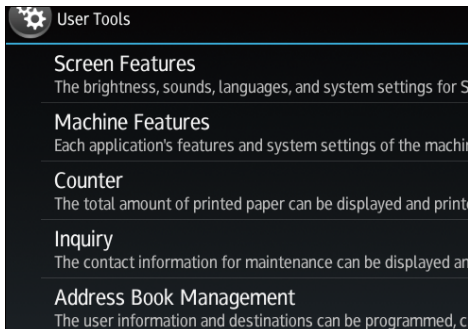 User Tools
Screen Features
The brightness, sounds, languages, and system settings for S
Machine Features
Each application's features and system settings of the machin
Counter
The total amount of printed paper can be displayed and printe
Inquiry
The contact information for maintenance can be displayed an
Address Book Management
The user information and destinations can be programmed, c